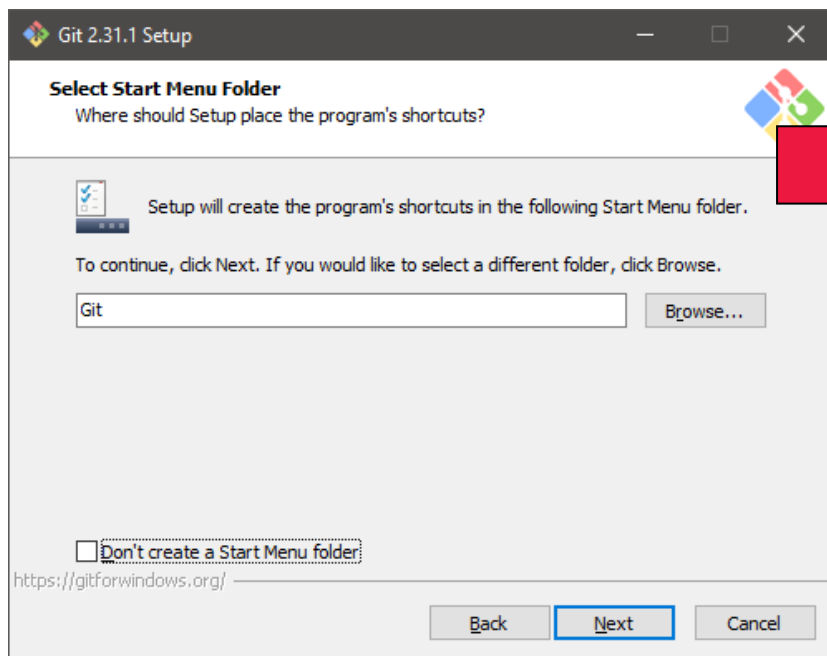 Git 2.31.1 Setup
Select Start Menu Folder
Where should Setup place the program's shortcuts?
Setup will create the program's shortcuts in the following Start Menu folder.
To continue, click Next. If you would like to select a different folder, click Browse.
Git
Browse...
Don't create a Start Menu folder
https://gitforwindows.org/
Back
Next
Cancel